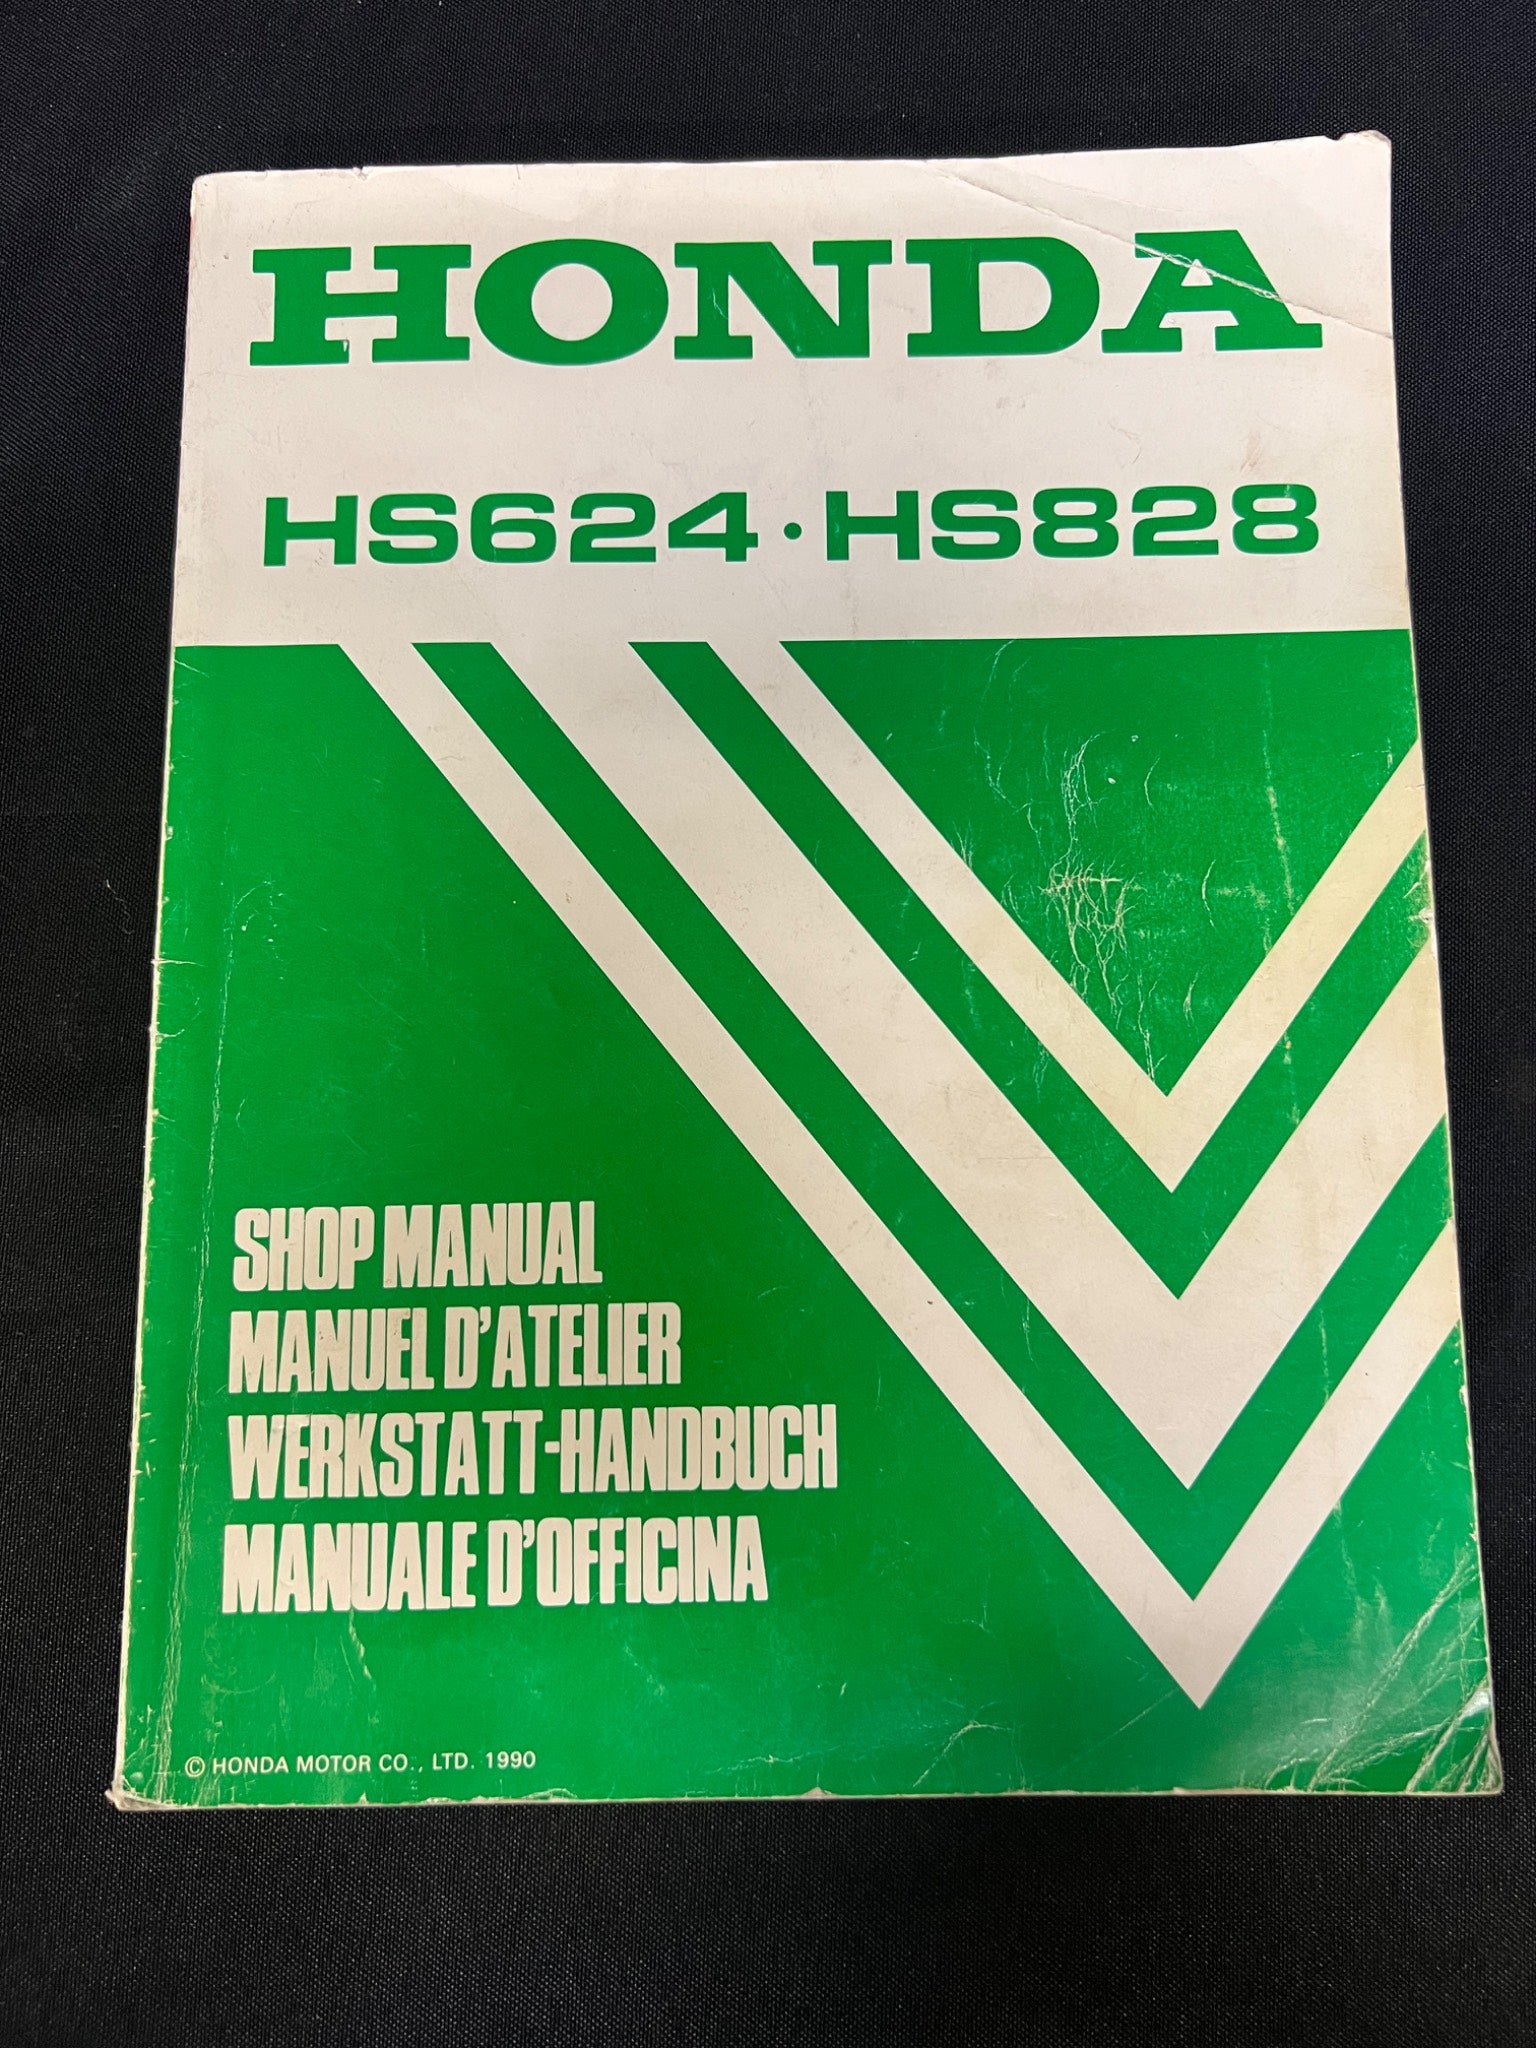 HONDA
HS624·HS828
SHOP MANUAL
MANUEL D'ATELIER
WERKSTATT-HANDBUCH
MANUALE D'OFFICINA
© HONDA MOTOR CO., LTD. 1990